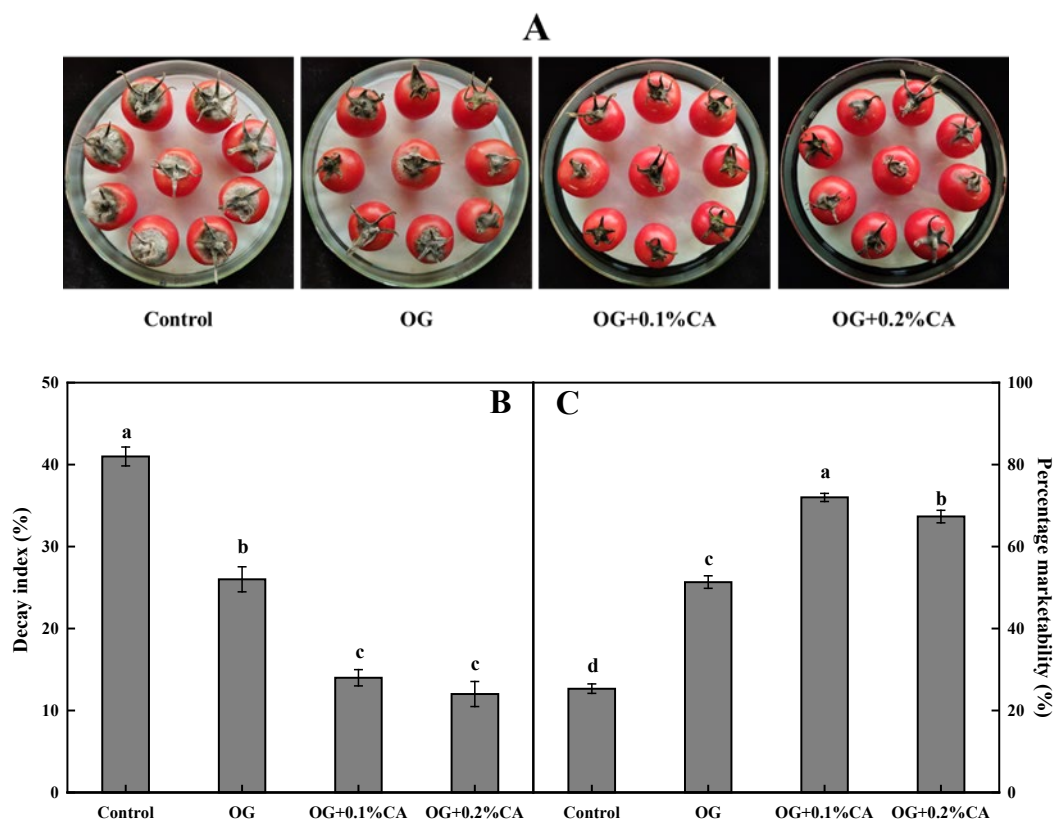 A
Control OG OG+0.1%CA OG+0.2%CA
B
Decay index (%)
50
40
30
20
10
0
a
b
c
c
Control OG OG+0.1%CA OG+0.2%CA
C
d
c
a
b
Control OG OG+0.1%CA OG+0.2%CA
100
80
60
40
20
0
Percentage marketability (%)